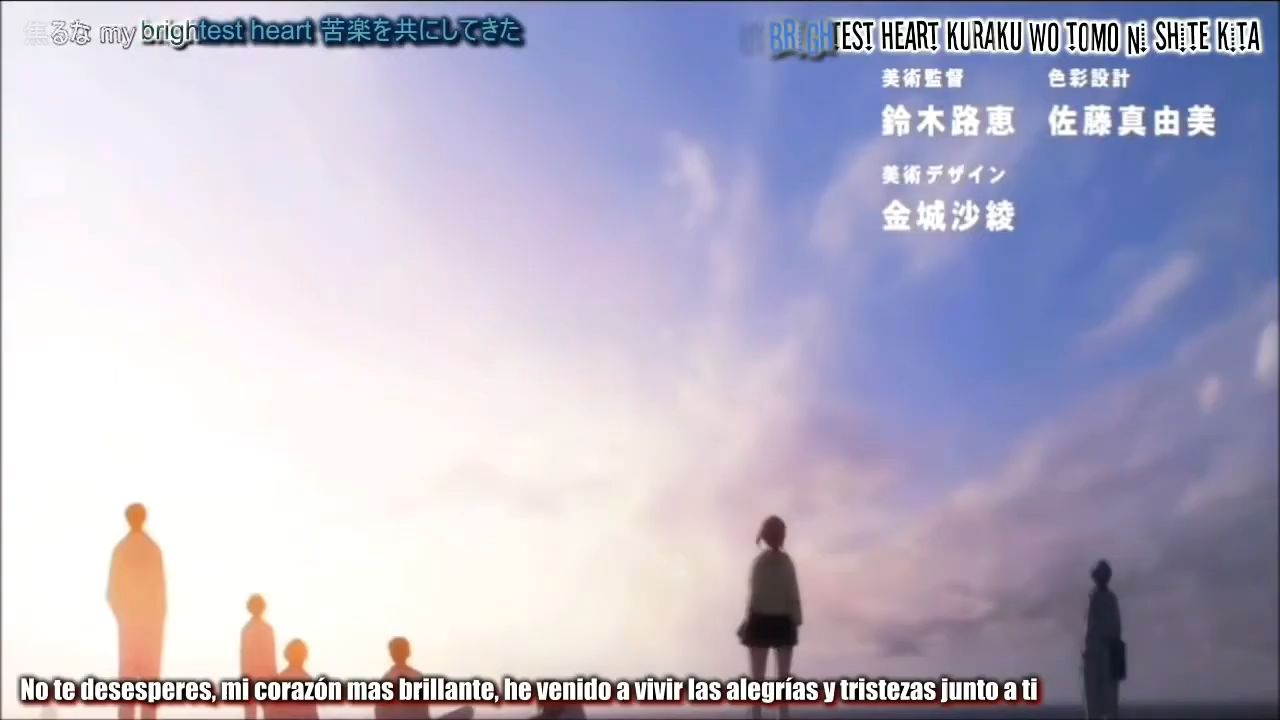 焦るな my brightest heart 苦楽を共にしてきた
MY BRIGHTEST HEART KURAKU WO TOMO NI SHITE KITA
美術監督 色彩設計
鈴木路恵 佐藤真由美
美術デザイン
金城沙綾
No te desesperes, mi corazón mas brillante, he venido a vivir las alegrías y tristezas junto a ti